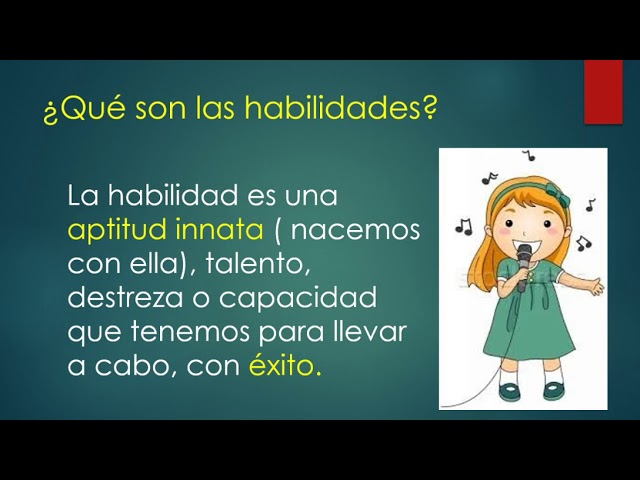 ¿Qué son las habilidades?
La habilidad es una
aptitud innata ( nacemos
con ella), talento,
destreza o capacidad
que tenemos para llevar
a cabo, con éxito.